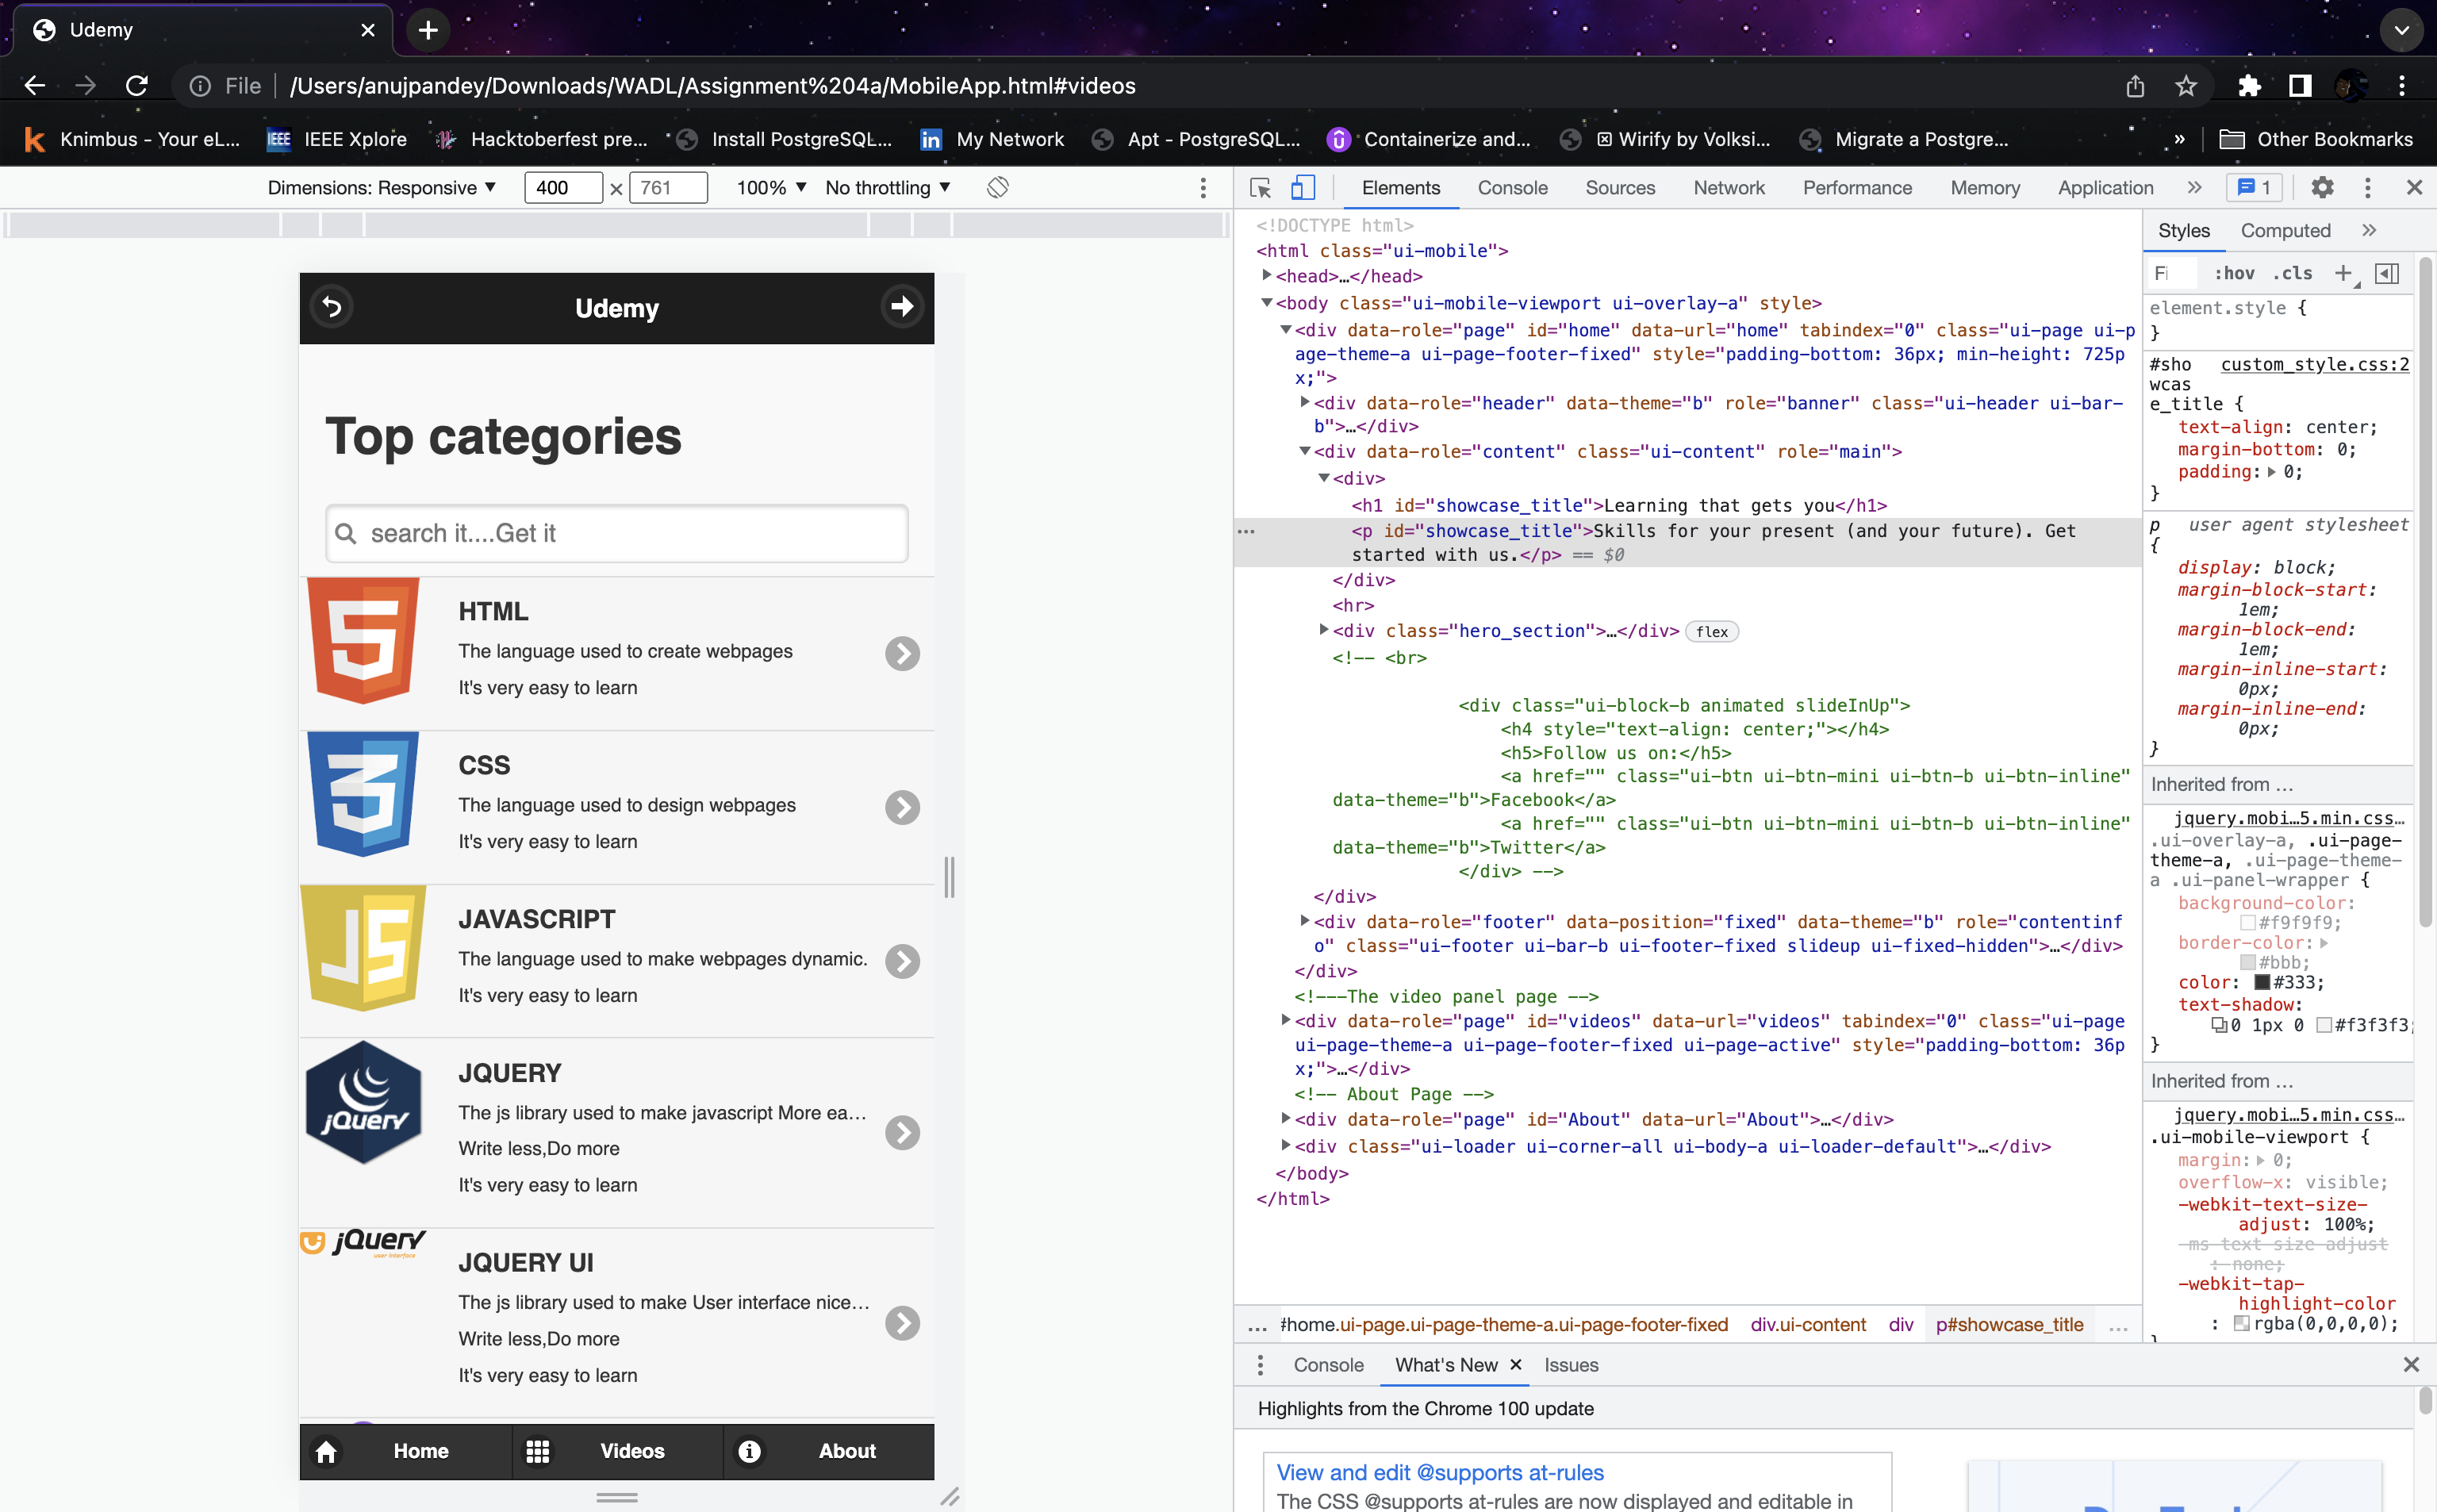 Udemy
File
/Users/anujpandey/Downloads/WADL/Assignment%204a/MobileApp.html#videos
Knimbus - Your eL...
IEEE
IEEE Xplore
Hacktoberfest pre...
Install PostgreSQL...
My Network
Apt - PostgreSQL...
Containerize and...
Wirify by Volksi...
Migrate a Postgre...
»
Other Bookmarks
Dimensions: Responsive ▼
400
×
761
100% ▼
No throttling ▼
Udemy
Top categories
search it....Get it
HTML
The language used to create webpages
It's very easy to learn
CSS
The language used to design webpages
It's very easy to learn
JS
JAVASCRIPT
The language used to make webpages dynamic.
It's very easy to learn
jQuery
JQUERY
The js library used to make javascript More ea...
Write less,Do more
It's very easy to learn
jQuery
user interface
JQUERY UI
The js library used to make User interface nice...
Write less,Do more
It's very easy to learn
Home
Videos
About
Elements
Console
Sources
Network
Performance
Memory
Application
»
1
<!DOCTYPE html>
<html class="ui-mobile">
▶<head>…</head>
▼<body class="ui-mobile-viewport ui-overlay-a" style>
▼<div data-role="page" id="home" data-url="home" tabindex="0" class="ui-page ui-p
age-theme-a ui-page-footer-fixed" style="padding-bottom: 36px; min-height: 725p
x;">
▶<div data-role="header" data-theme="b" role="banner" class="ui-header ui-bar-
b">…</div>
▼<div data-role="content" class="ui-content" role="main">
▼<div>
<h1 id="showcase_title">Learning that gets you</h1>
<p id="showcase_title">Skills for your present (and your future). Get
started with us.</p> == $0
</div>
<hr>
▶<div class="hero_section">…</div> flex
<!-- <br>
<div class="ui-block-b animated slideInUp">
<h4 style="text-align: center;"></h4>
<h5>Follow us on:</h5>
<a href="" class="ui-btn ui-btn-mini ui-btn-b ui-btn-inline"
data-theme="b">Facebook</a>
<a href="" class="ui-btn ui-btn-mini ui-btn-b ui-btn-inline"
data-theme="b">Twitter</a>
</div> -->
</div>
▶<div data-role="footer" data-position="fixed" data-theme="b" role="contentinf
o" class="ui-footer ui-bar-b ui-footer-fixed slideup ui-fixed-hidden">…</div>
</div>
<!---The video panel page -->
▶<div data-role="page" id="videos" data-url="videos" tabindex="0" class="ui-page
ui-page-theme-a ui-page-footer-fixed ui-page-active" style="padding-bottom: 36p
x;">…</div>
<!-- About Page -->
▶<div data-role="page" id="About" data-url="About">…</div>
▶<div class="ui-loader ui-corner-all ui-body-a ui-loader-default">…</div>
</body>
</html>
... #home.ui-page.ui-page-theme-a.ui-page-footer-fixed div.ui-content div p#showcase_title ...
Styles
Computed
»
Fi
:hov
.cls
+
element.style {
}
#sho custom_style.css:2
wcas
e_title {
text-align: center;
margin-bottom: 0;
padding:▶ 0;
}
p user agent stylesheet
{
display: block;
margin-block-start:
1em;
margin-block-end:
1em;
margin-inline-start:
0px;
margin-inline-end:
0px;
}
Inherited from …
jquery.mobi…5.min.css…
.ui-overlay-a, .ui-page-
theme-a, .ui-page-theme-
a .ui-panel-wrapper {
background-color:
#f9f9f9;
border-color:▶
#bbb;
color: #333;
text-shadow:
0 1px 0 #f3f3f3;
}
Inherited from …
jquery.mobi…5.min.css…
.ui-mobile-viewport {
margin:▶ 0;
overflow-x: visible;
-webkit-text-size-
adjust: 100%;
-ms-text-size-adjust
: none;
-webkit-tap-
highlight-color
: rgba(0,0,0,0);
}
Console
What's New
Issues
Highlights from the Chrome 100 update
View and edit @supports at-rules
The CSS @supports at-rules are now displayed and editable in